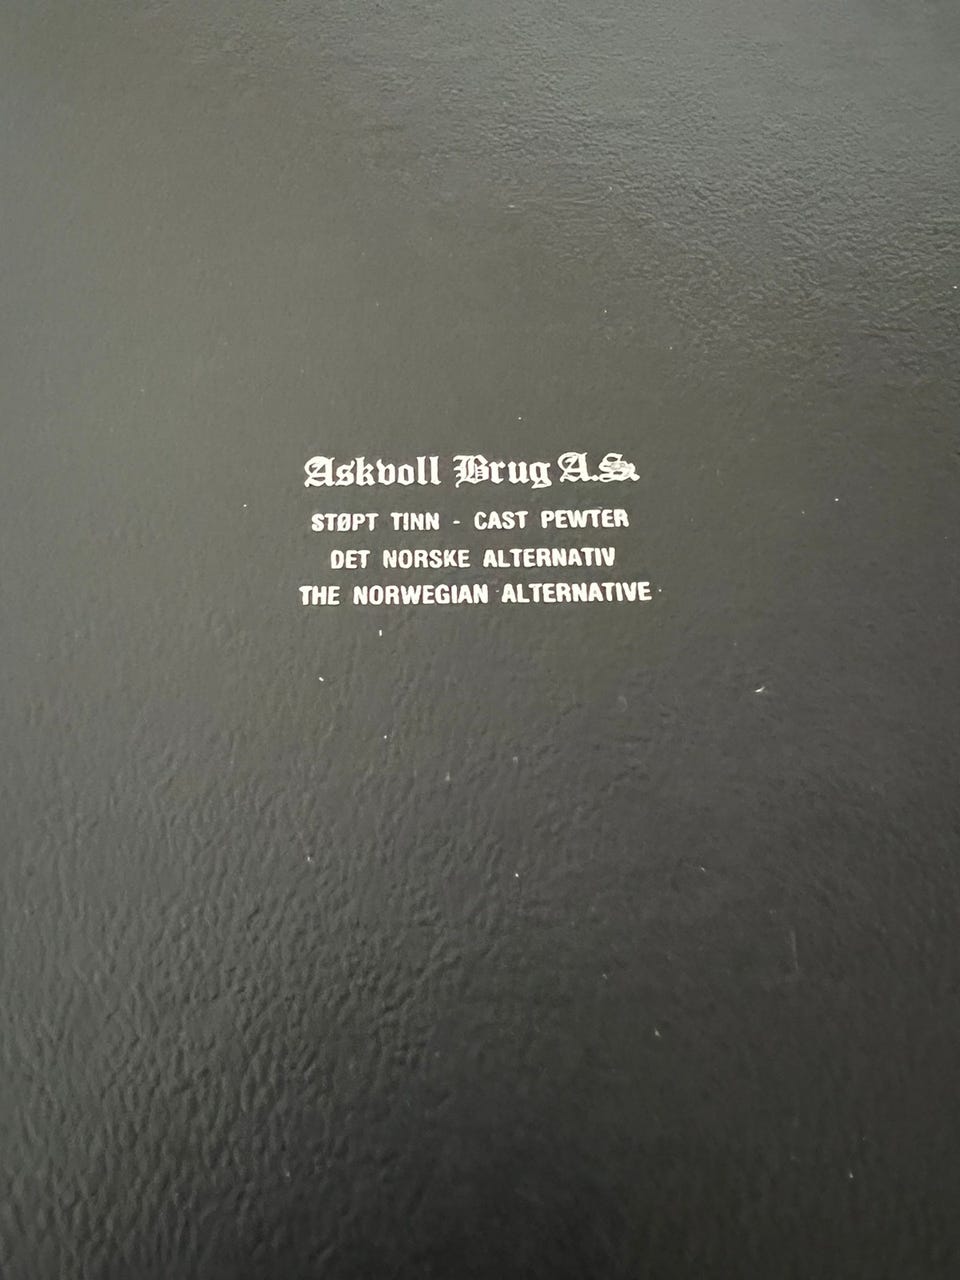 Askvoll Brug A.S.
STØPT TINN - CAST PEWTER
DET NORSKE ALTERNATIV
THE NORWEGIAN ALTERNATIVE